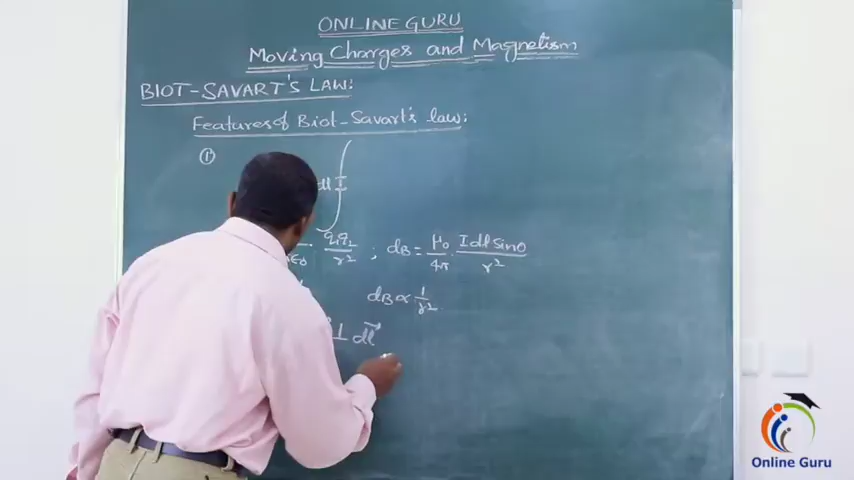 ONLINE GURU
Moving Charges and Magnetism
BIOT-SAVART'S LAW:
Features of Biot-Savart's law:
①
dl I
q₁q₂/r² ; dB = μ₀/4π · Idl sinθ/r²
dB ∝ 1/r²
⊥ dl⃗
Online Guru